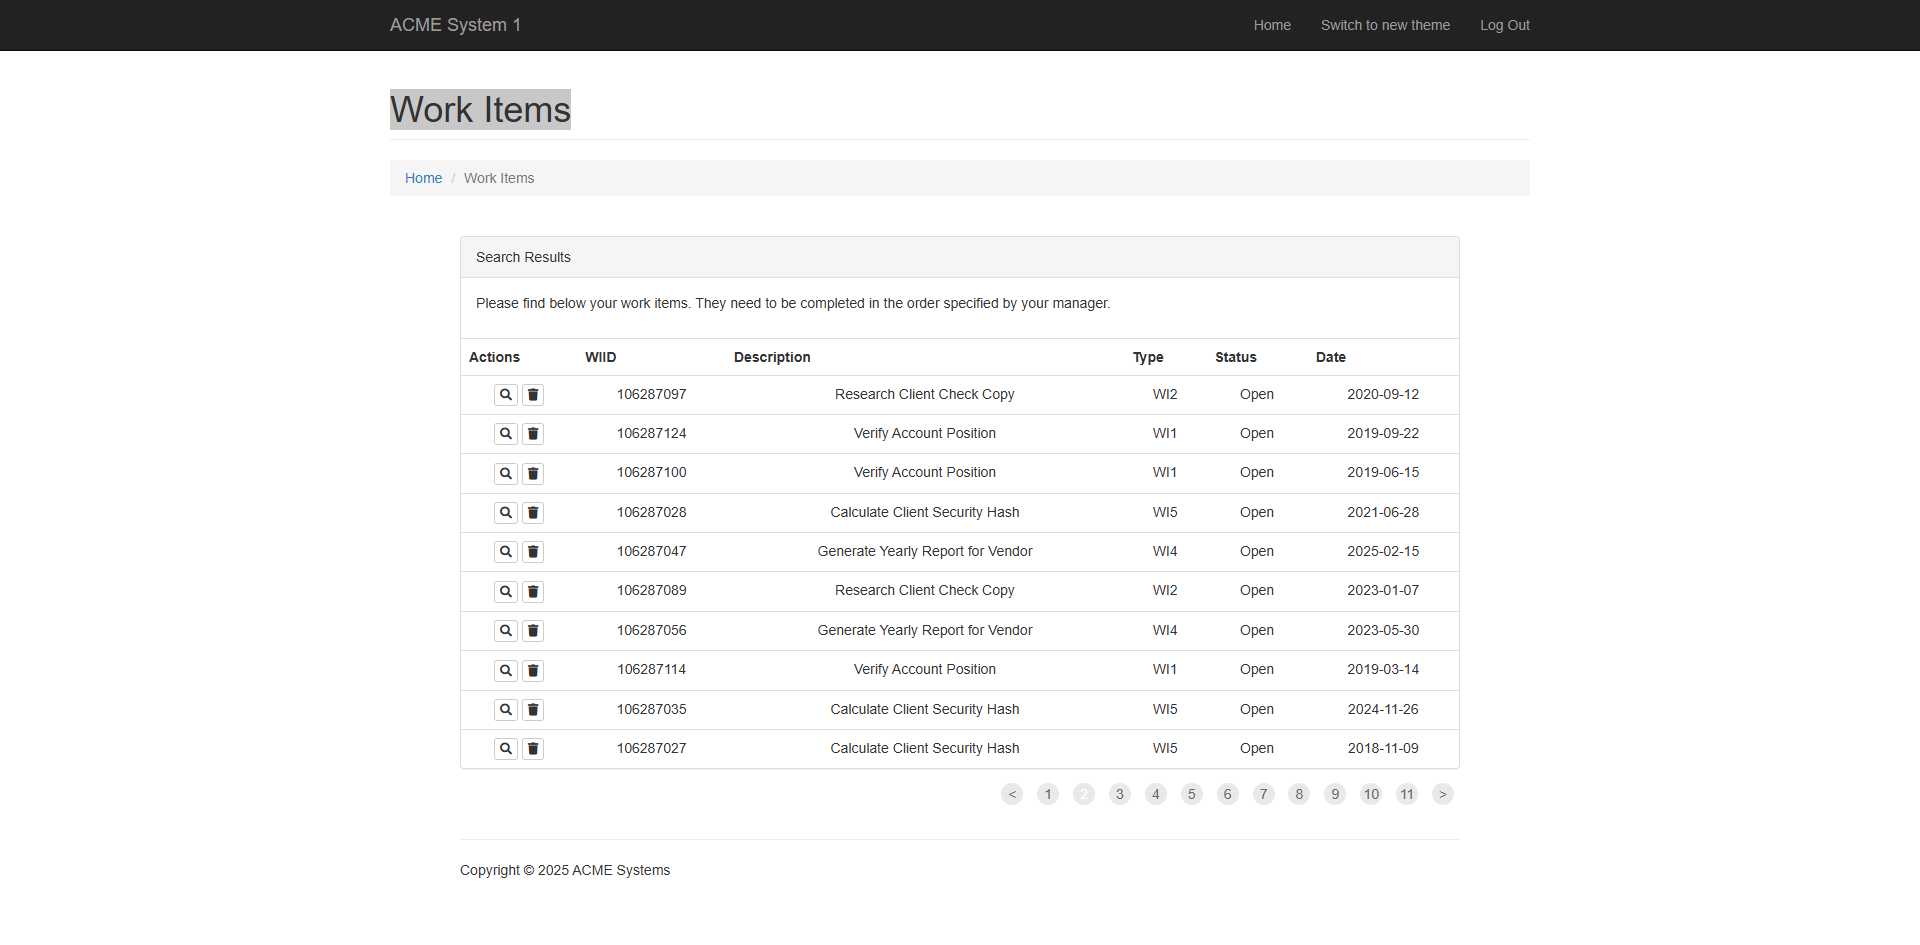 ACME System 1 Home Switch to new theme Log Out
Work Items
Home / Work Items
Search Results
Please find below your work items. They need to be completed in the order specified by your manager.
Actions WIID Description Type Status Date
106287097 Research Client Check Copy WI2 Open 2020-09-12
106287124 Verify Account Position WI1 Open 2019-09-22
106287100 Verify Account Position WI1 Open 2019-06-15
106287028 Calculate Client Security Hash WI5 Open 2021-06-28
106287047 Generate Yearly Report for Vendor WI4 Open 2025-02-15
106287089 Research Client Check Copy WI2 Open 2023-01-07
106287056 Generate Yearly Report for Vendor WI4 Open 2023-05-30
106287114 Verify Account Position WI1 Open 2019-03-14
106287035 Calculate Client Security Hash WI5 Open 2024-11-26
106287027 Calculate Client Security Hash WI5 Open 2018-11-09
< 1 2 3 4 5 6 7 8 9 10 11 >
Copyright © 2025 ACME Systems